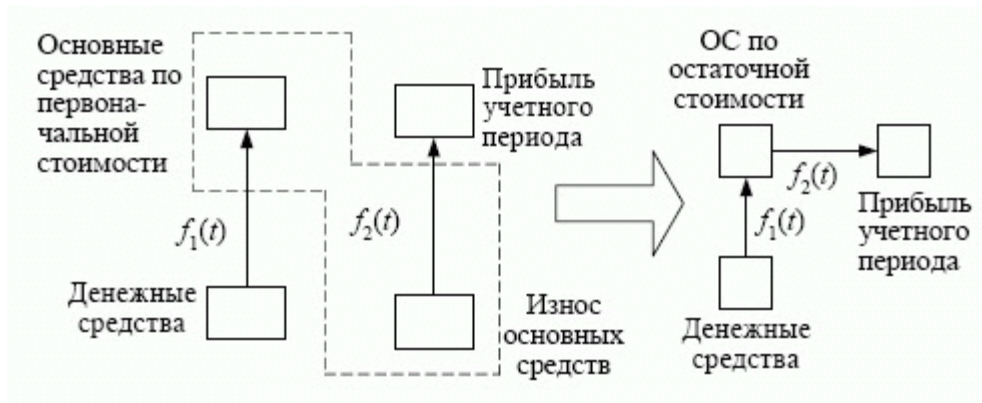 Основные
средства по
первона-
чальной
стоимости
Прибыль
учетного
периода
f₁(t)
f₂(t)
Денежные
средства
Износ
основных
средств
ОС по
остаточной
стоимости
f₂(t)
f₁(t)
Прибыль
учетного
периода
Денежные
средства